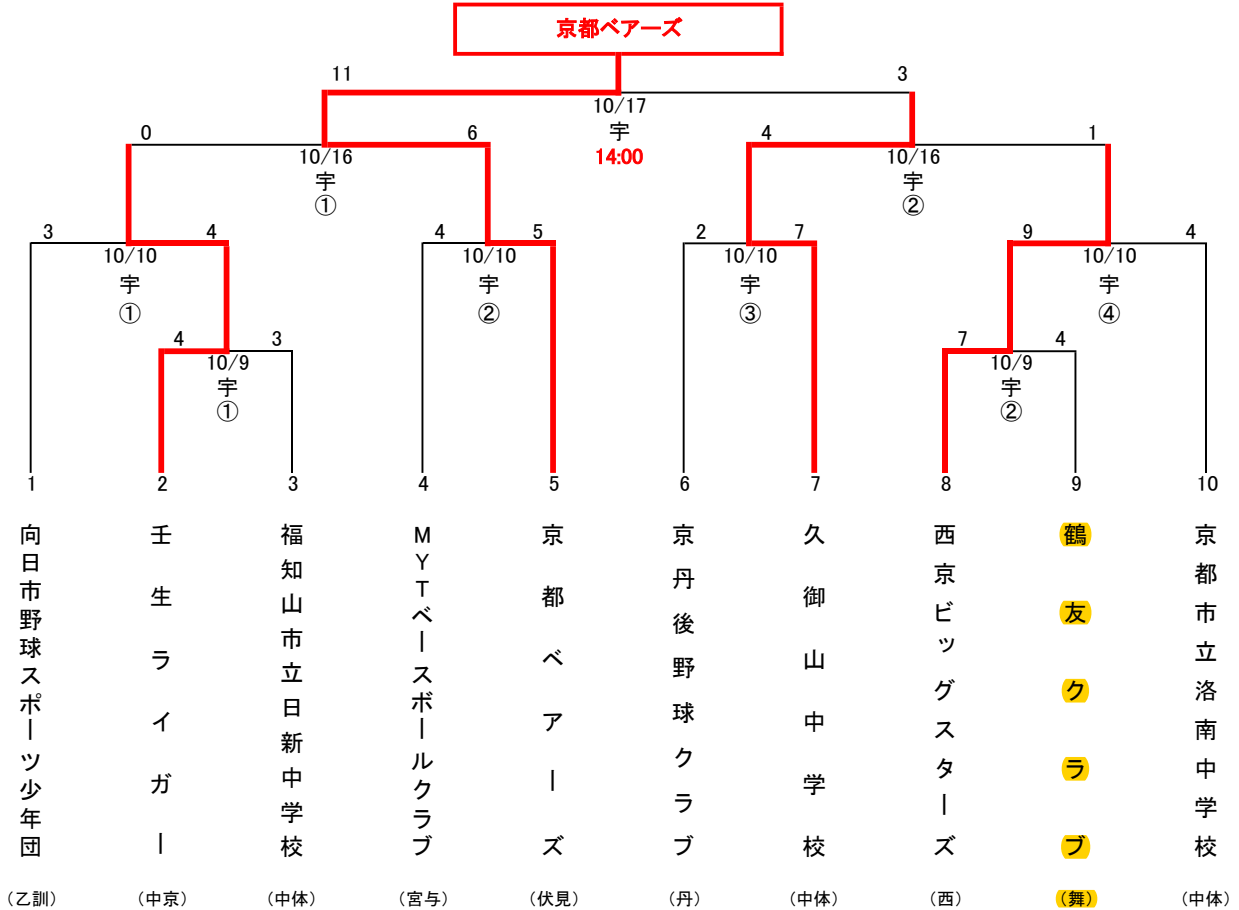 京都ベアーズ
11
3
10/17
宇
14:00
0
6
4
1
10/16
宇
①
10/16
宇
②
3
4
4
5
2
7
9
4
10/10
宇
①
10/10
宇
②
10/10
宇
③
10/10
宇
④
4
3
7
4
10/9
宇
①
10/9
宇
②
1
2
3
4
5
6
7
8
9
10
向日市野球スポーツ少年団
壬生ライガー
福知山市立日新中学校
MYTベースボールクラブ
京都ベアーズ
京丹後野球クラブ
久御山中学校
西京ビッグスターズ
鶴友クラブ
京都市立洛南中学校
(乙訓)
(中京)
(中体)
(宮与)
(伏見)
(丹)
(中体)
(西)
(舞)
(中体)